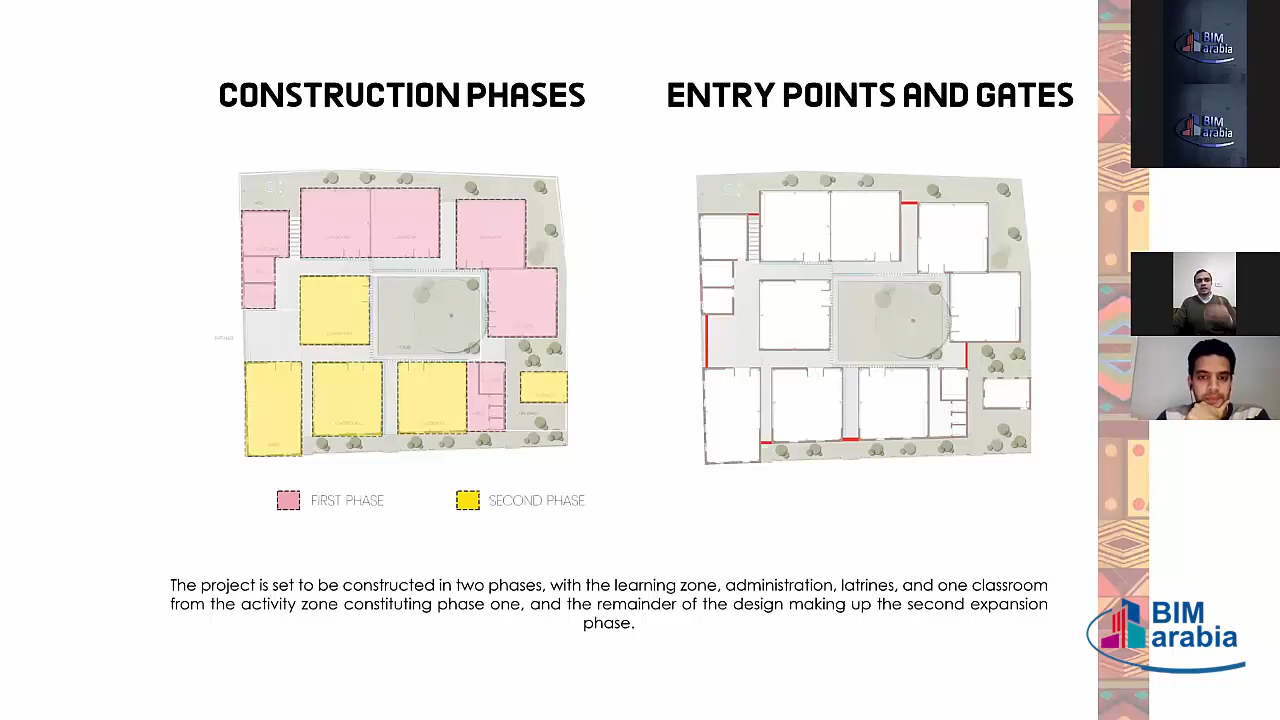 CONSTRUCTION PHASES
ENTRY POINTS AND GATES
FIRST PHASE
SECOND PHASE
The project is set to be constructed in two phases, with the learning zone, administration, latrines, and one classroom
from the activity zone constituting phase one, and the remainder of the design making up the second expansion
phase.
BIM
arabia
BIM
arabia
BIM
arabia